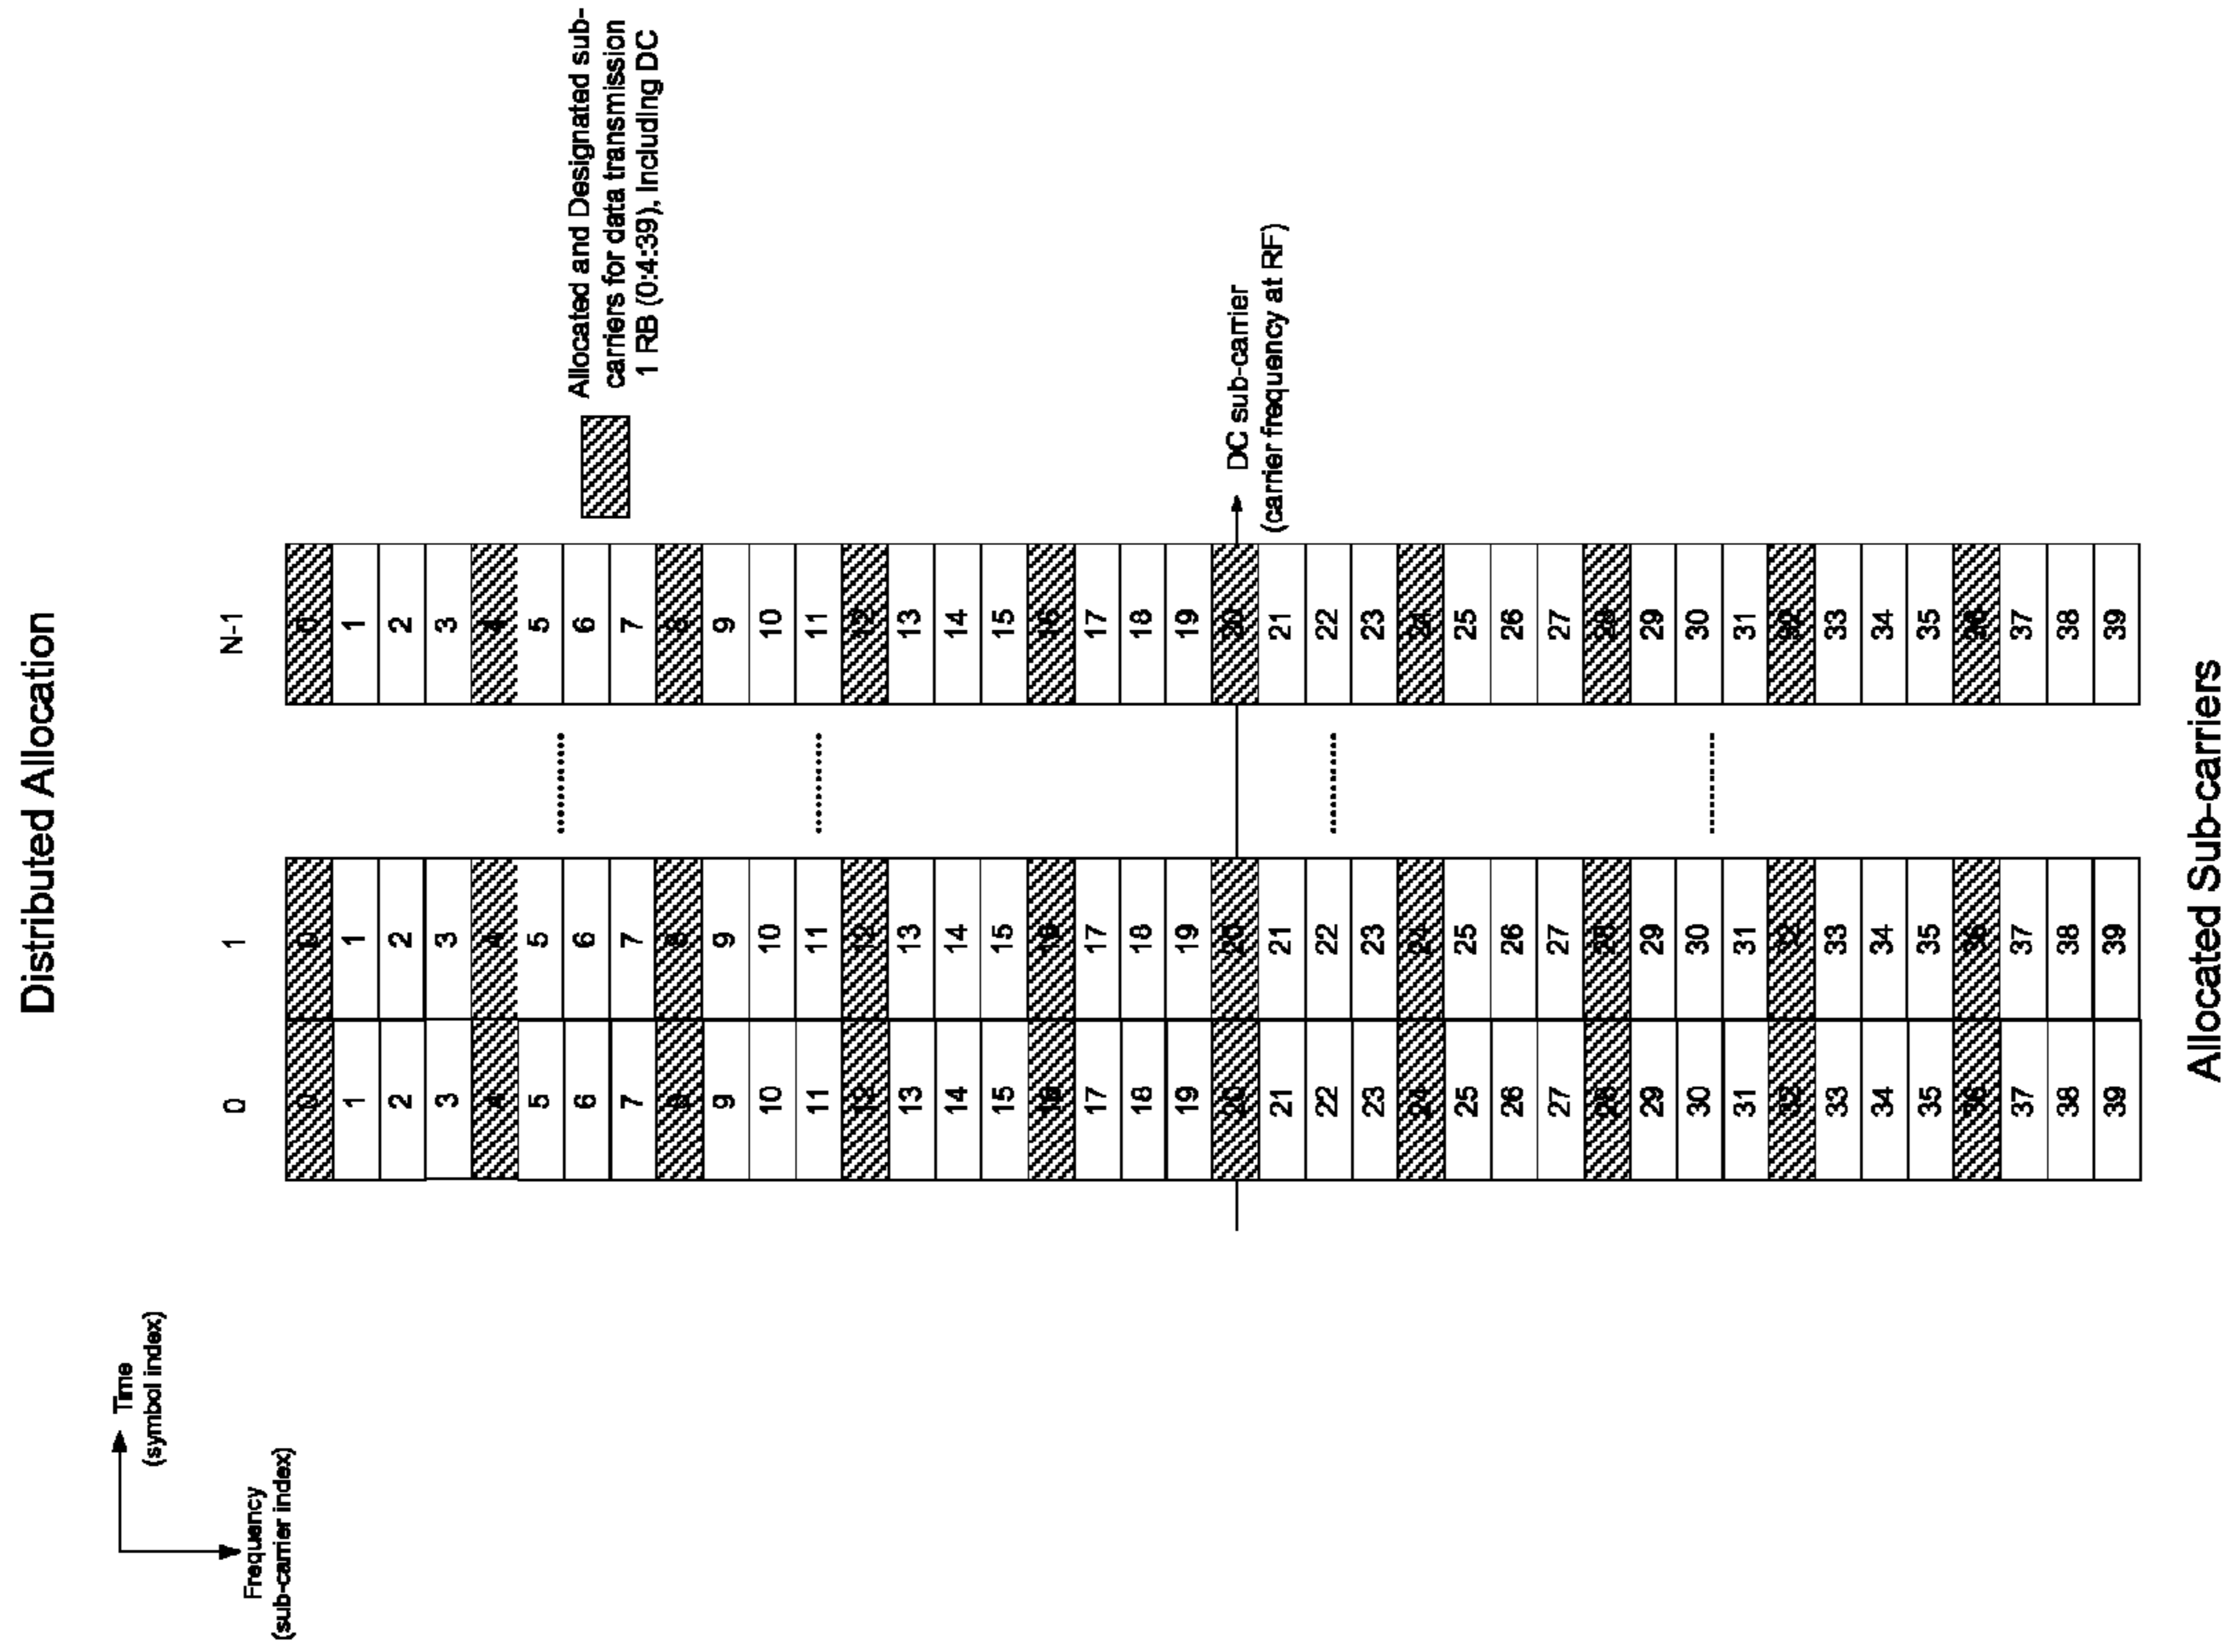 Distributed Allocation
Time
(symbol index)
Frequency
(sub-carrier index)
0
0 1 2 3 4 5 6 7 8 9 10 11 12 13 14 15 16 17 18 19 20 21 22 23 24 25 26 27 28 29 30 31 32 33 34 35 36 37 38 39
1
0 1 2 3 4 5 6 7 8 9 10 11 12 13 14 15 16 17 18 19 20 21 22 23 24 25 26 27 28 29 30 31 32 33 34 35 36 37 38 39
N-1
0 1 2 3 4 5 6 7 8 9 10 11 12 13 14 15 16 17 18 19 20 21 22 23 24 25 26 27 28 29 30 31 32 33 34 35 36 37 38 39
Allocated and Designated sub-
carriers for data transmission
1 RB (0:4:39), Including DC
DC sub-carrier
(carrier frequency at RF)
Allocated Sub-carriers